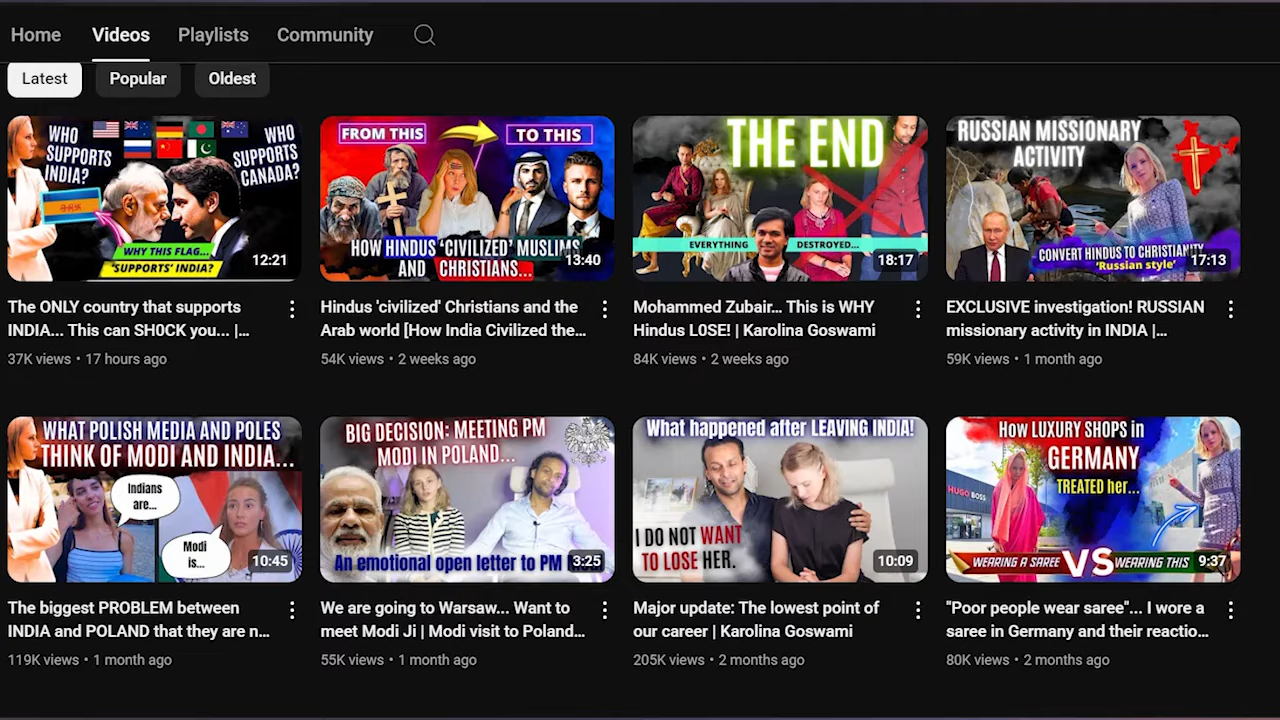 Home Videos Playlists Community
Latest Popular Oldest
WHO SUPPORTS INDIA?
WHO SUPPORTS CANADA?
WHY THIS FLAG...
'SUPPORTS' INDIA?
12:21
FROM THIS
TO THIS
HOW HINDUS 'CIVILIZED' MUSLIMS
AND CHRISTIANS...
13:40
THE END
EVERYTHING DESTROYED...
18:17
RUSSIAN MISSIONARY
ACTIVITY
CONVERT HINDUS TO CHRISTIANITY
'Russian style'
17:13
The ONLY country that supports
INDIA... This can SH0CK you... |...
37K views • 17 hours ago
Hindus 'civilized' Christians and the
Arab world [How India Civilized the...
54K views • 2 weeks ago
Mohammed Zubair... This is WHY
Hindus L0SE! | Karolina Goswami
84K views • 2 weeks ago
EXCLUSIVE investigation! RUSSIAN
missionary activity in INDIA |...
59K views • 1 month ago
WHAT POLISH MEDIA AND POLES
THINK OF MODI AND INDIA...
Indians
are...
Modi
is...
10:45
BIG DECISION: MEETING PM
MODI IN POLAND...
An emotional open letter to PM
3:25
What happened after LEAVING INDIA!
I DO NOT WANT
TO LOSE HER.
10:09
How LUXURY SHOPS in
GERMANY
TREATED her...
HUGO BOSS
WEARING A SAREE VS WEARING THIS
9:37
The biggest PROBLEM between
INDIA and POLAND that they are n...
119K views • 1 month ago
We are going to Warsaw... Want to
meet Modi Ji | Modi visit to Poland...
55K views • 1 month ago
Major update: The lowest point of
our career | Karolina Goswami
205K views • 2 months ago
"Poor people wear saree"... I wore a
saree in Germany and their reactio...
80K views • 2 months ago